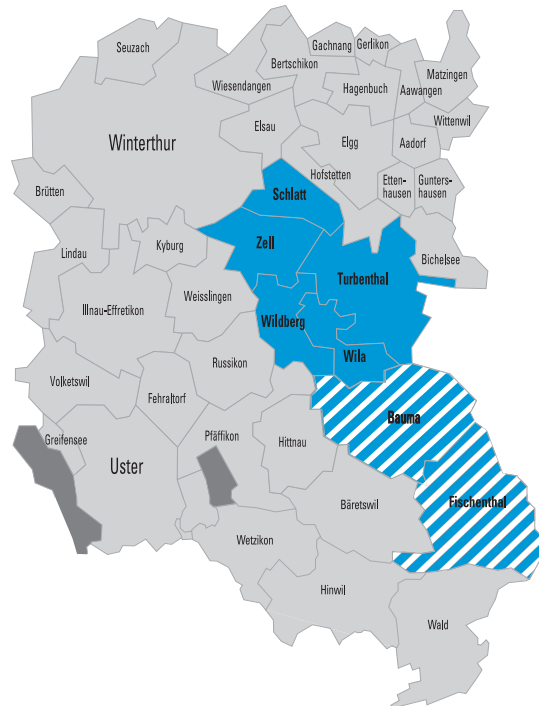 Seuzach
Gachnang
Gerlikon
Bertschikon
Matzingen
Wiesendangen
Hagenbuch
Aawangen
Wittenwil
Elsau
Winterthur
Elgg
Aadorf
Hofstetten
Etten-
hausen
Gunters-
hausen
Brütten
Schlatt
Zell
Kyburg
Lindau
Bichelsee
Turbenthal
Weisslingen
Illnau-Effretikon
Wildberg
Wila
Russikon
Volketswil
Fehraltorf
Bauma
Greifensee
Pfäffikon
Hittnau
Uster
Fischenthal
Bäretswil
Wetzikon
Hinwil
Wald